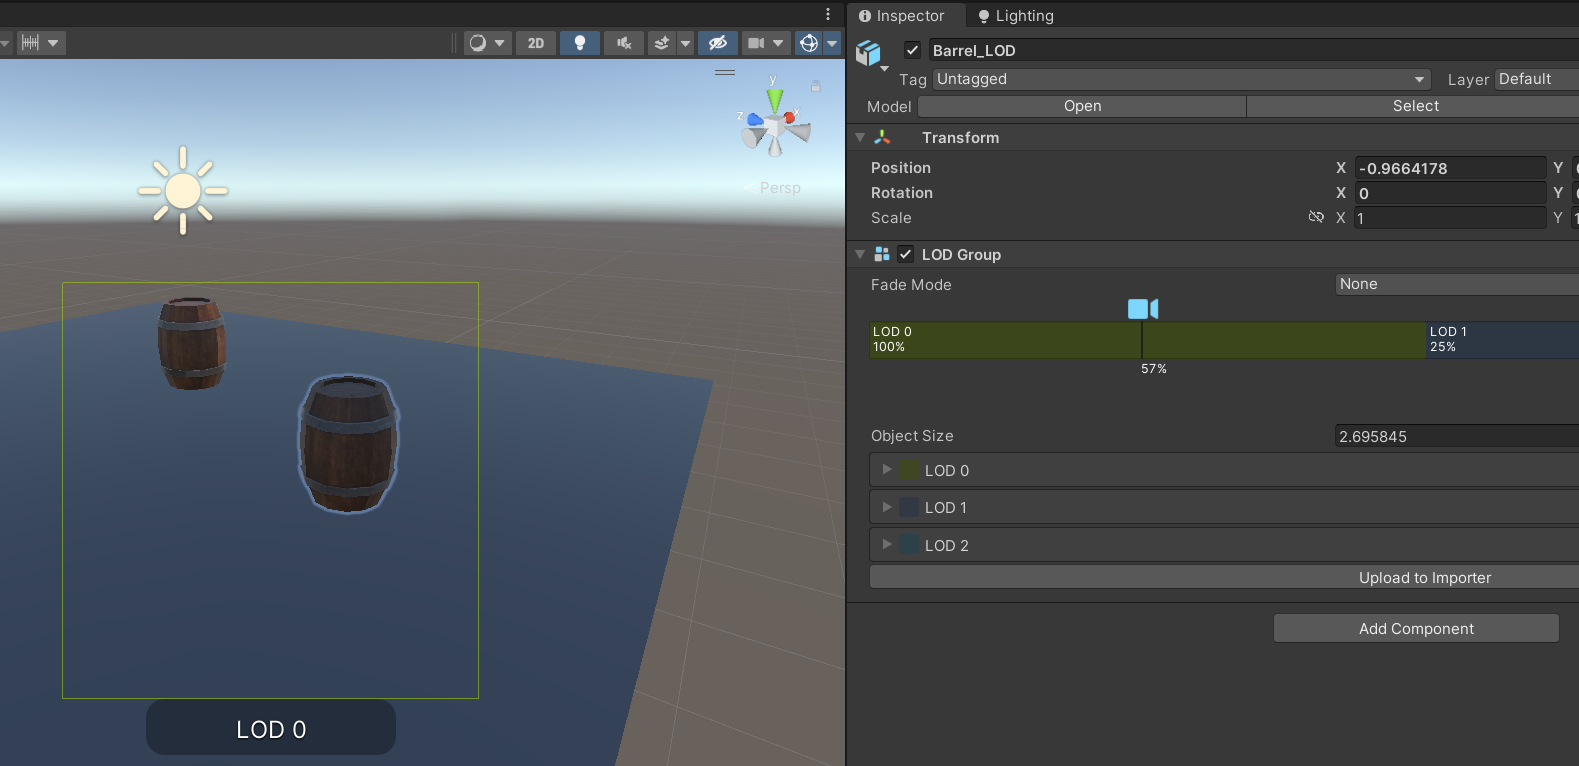 Inspector
Lighting
2D
Barrel_LOD
Tag
Untagged
Layer
Default
Model
Open
Select
Transform
Position
X
-0.9664178
Y
Rotation
X
0
Y
Scale
X
1
Y
LOD Group
Fade Mode
None
LOD 0
100%
LOD 1
25%
57%
Object Size
2.695845
LOD 0
LOD 1
LOD 2
Upload to Importer
Add Component
y
x
z
Persp
LOD 0